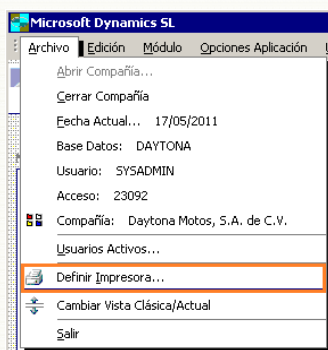 Microsoft Dynamics SL
Archivo Edición Módulo Opciones Aplicación
Abrir Compañía...
Cerrar Compañía
Fecha Actual... 17/05/2011
Base Datos: DAYTONA
Usuario: SYSADMIN
Acceso: 23092
Compañía: Daytona Motos, S.A. de C.V.
Usuarios Activos...
Definir Impresora...
Cambiar Vista Clásica/Actual
Salir